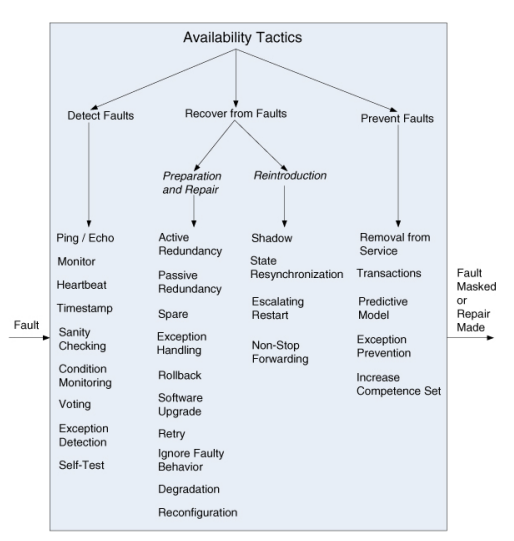 Availability Tactics
Detect Faults
Recover from Faults
Prevent Faults
Preparation
and Repair
Reintroduction
Fault
Ping / Echo
Monitor
Heartbeat
Timestamp
Sanity
Checking
Condition
Monitoring
Voting
Exception
Detection
Self-Test
Active
Redundancy
Passive
Redundancy
Spare
Exception
Handling
Rollback
Software
Upgrade
Retry
Ignore Faulty
Behavior
Degradation
Reconfiguration
Shadow
State
Resynchronization
Escalating
Restart
Non-Stop
Forwarding
Removal from
Service
Transactions
Predictive
Model
Exception
Prevention
Increase
Competence Set
Fault
Masked
or
Repair
Made